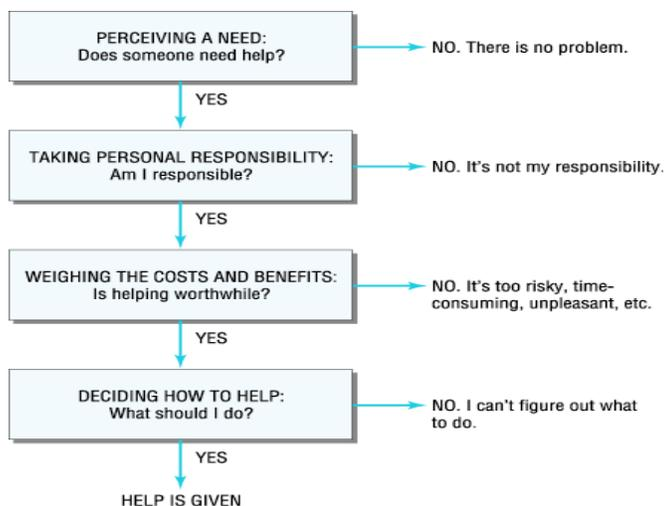 PERCEIVING A NEED:
Does someone need help?
NO. There is no problem.
YES
TAKING PERSONAL RESPONSIBILITY:
Am I responsible?
NO. It's not my responsibility.
YES
WEIGHING THE COSTS AND BENEFITS:
Is helping worthwhile?
NO. It's too risky, time-
consuming, unpleasant, etc.
YES
DECIDING HOW TO HELP:
What should I do?
NO. I can't figure out what
to do.
YES
HELP IS GIVEN